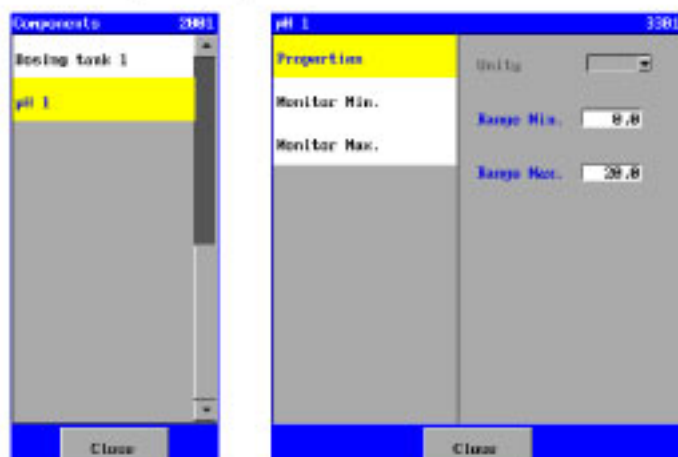 Components 2001
Dosing tank 1
pH 1
Close
pH 1 3301
Properties
Monitor Min.
Monitor Max.
Units
Range Min. 0.0
Range Max. 20.0
Close